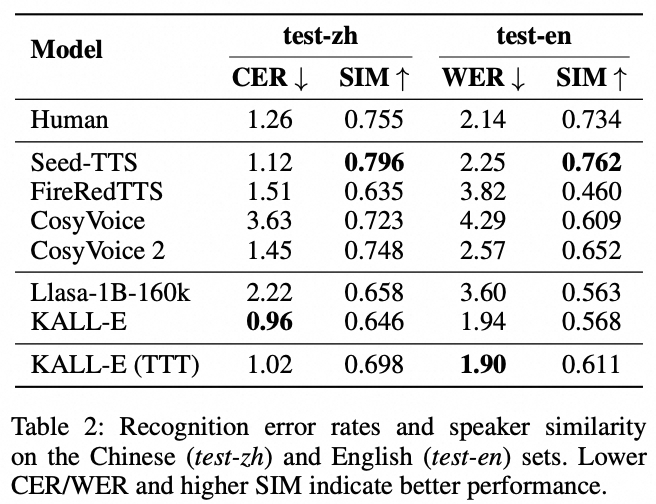 Model test-zh test-en
CER ↓ SIM ↑ WER ↓ SIM ↑
Human 1.26 0.755 2.14 0.734
Seed-TTS 1.12 0.796 2.25 0.762
FireRedTTS 1.51 0.635 3.82 0.460
CosyVoice 3.63 0.723 4.29 0.609
CosyVoice 2 1.45 0.748 2.57 0.652
Llasa-1B-160k 2.22 0.658 3.60 0.563
KALL-E 0.96 0.646 1.94 0.568
KALL-E (TTT) 1.02 0.698 1.90 0.611
Table 2: Recognition error rates and speaker similarity
on the Chinese (test-zh) and English (test-en) sets. Lower
CER/WER and higher SIM indicate better performance.